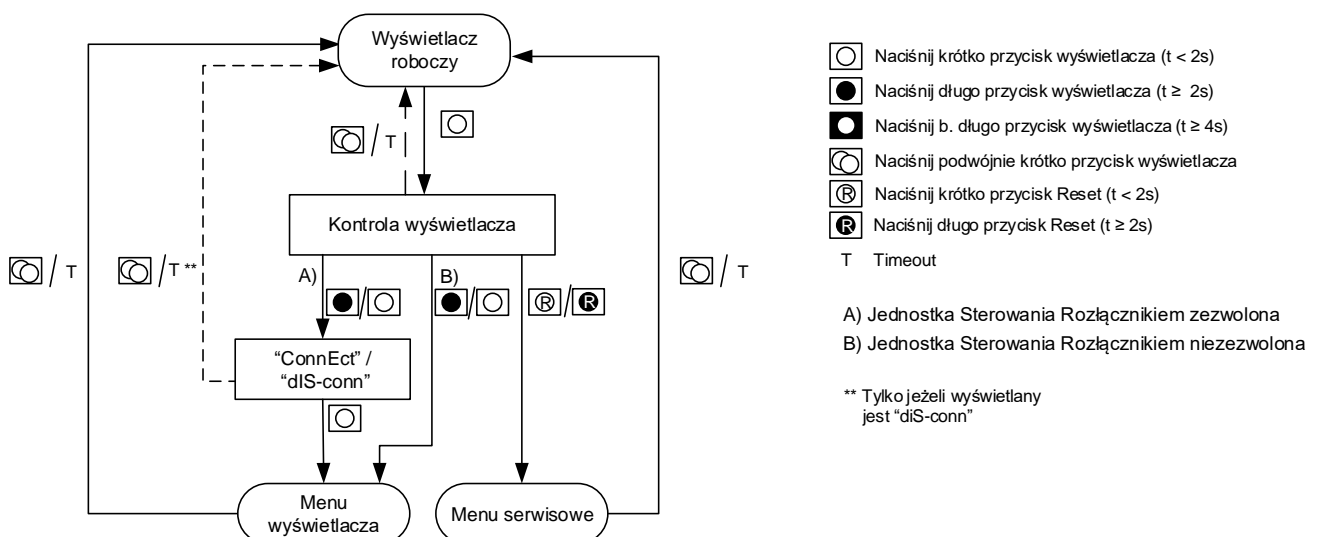 Wyświetlacz
roboczy
/ T
Kontrola wyświetlacza
/ T
/ T **
A)
/
B)
/
R / R
/ T
“ConnEct” /
“dIS-conn”
Menu
wyświetlacza
Menu serwisowe
Naciśnij krótko przycisk wyświetlacza (t < 2s)
Naciśnij długo przycisk wyświetlacza (t ≥ 2s)
Naciśnij b. długo przycisk wyświetlacza (t ≥ 4s)
Naciśnij podwójnie krótko przycisk wyświetlacza
R Naciśnij krótko przycisk Reset (t < 2s)
R Naciśnij długo przycisk Reset (t ≥ 2s)
T Timeout
A) Jednostka Sterowania Rozłącznikiem zezwolona
B) Jednostka Sterowania Rozłącznikiem niezezwolona
** Tylko jeżeli wyświetlany
jest “diS-conn”